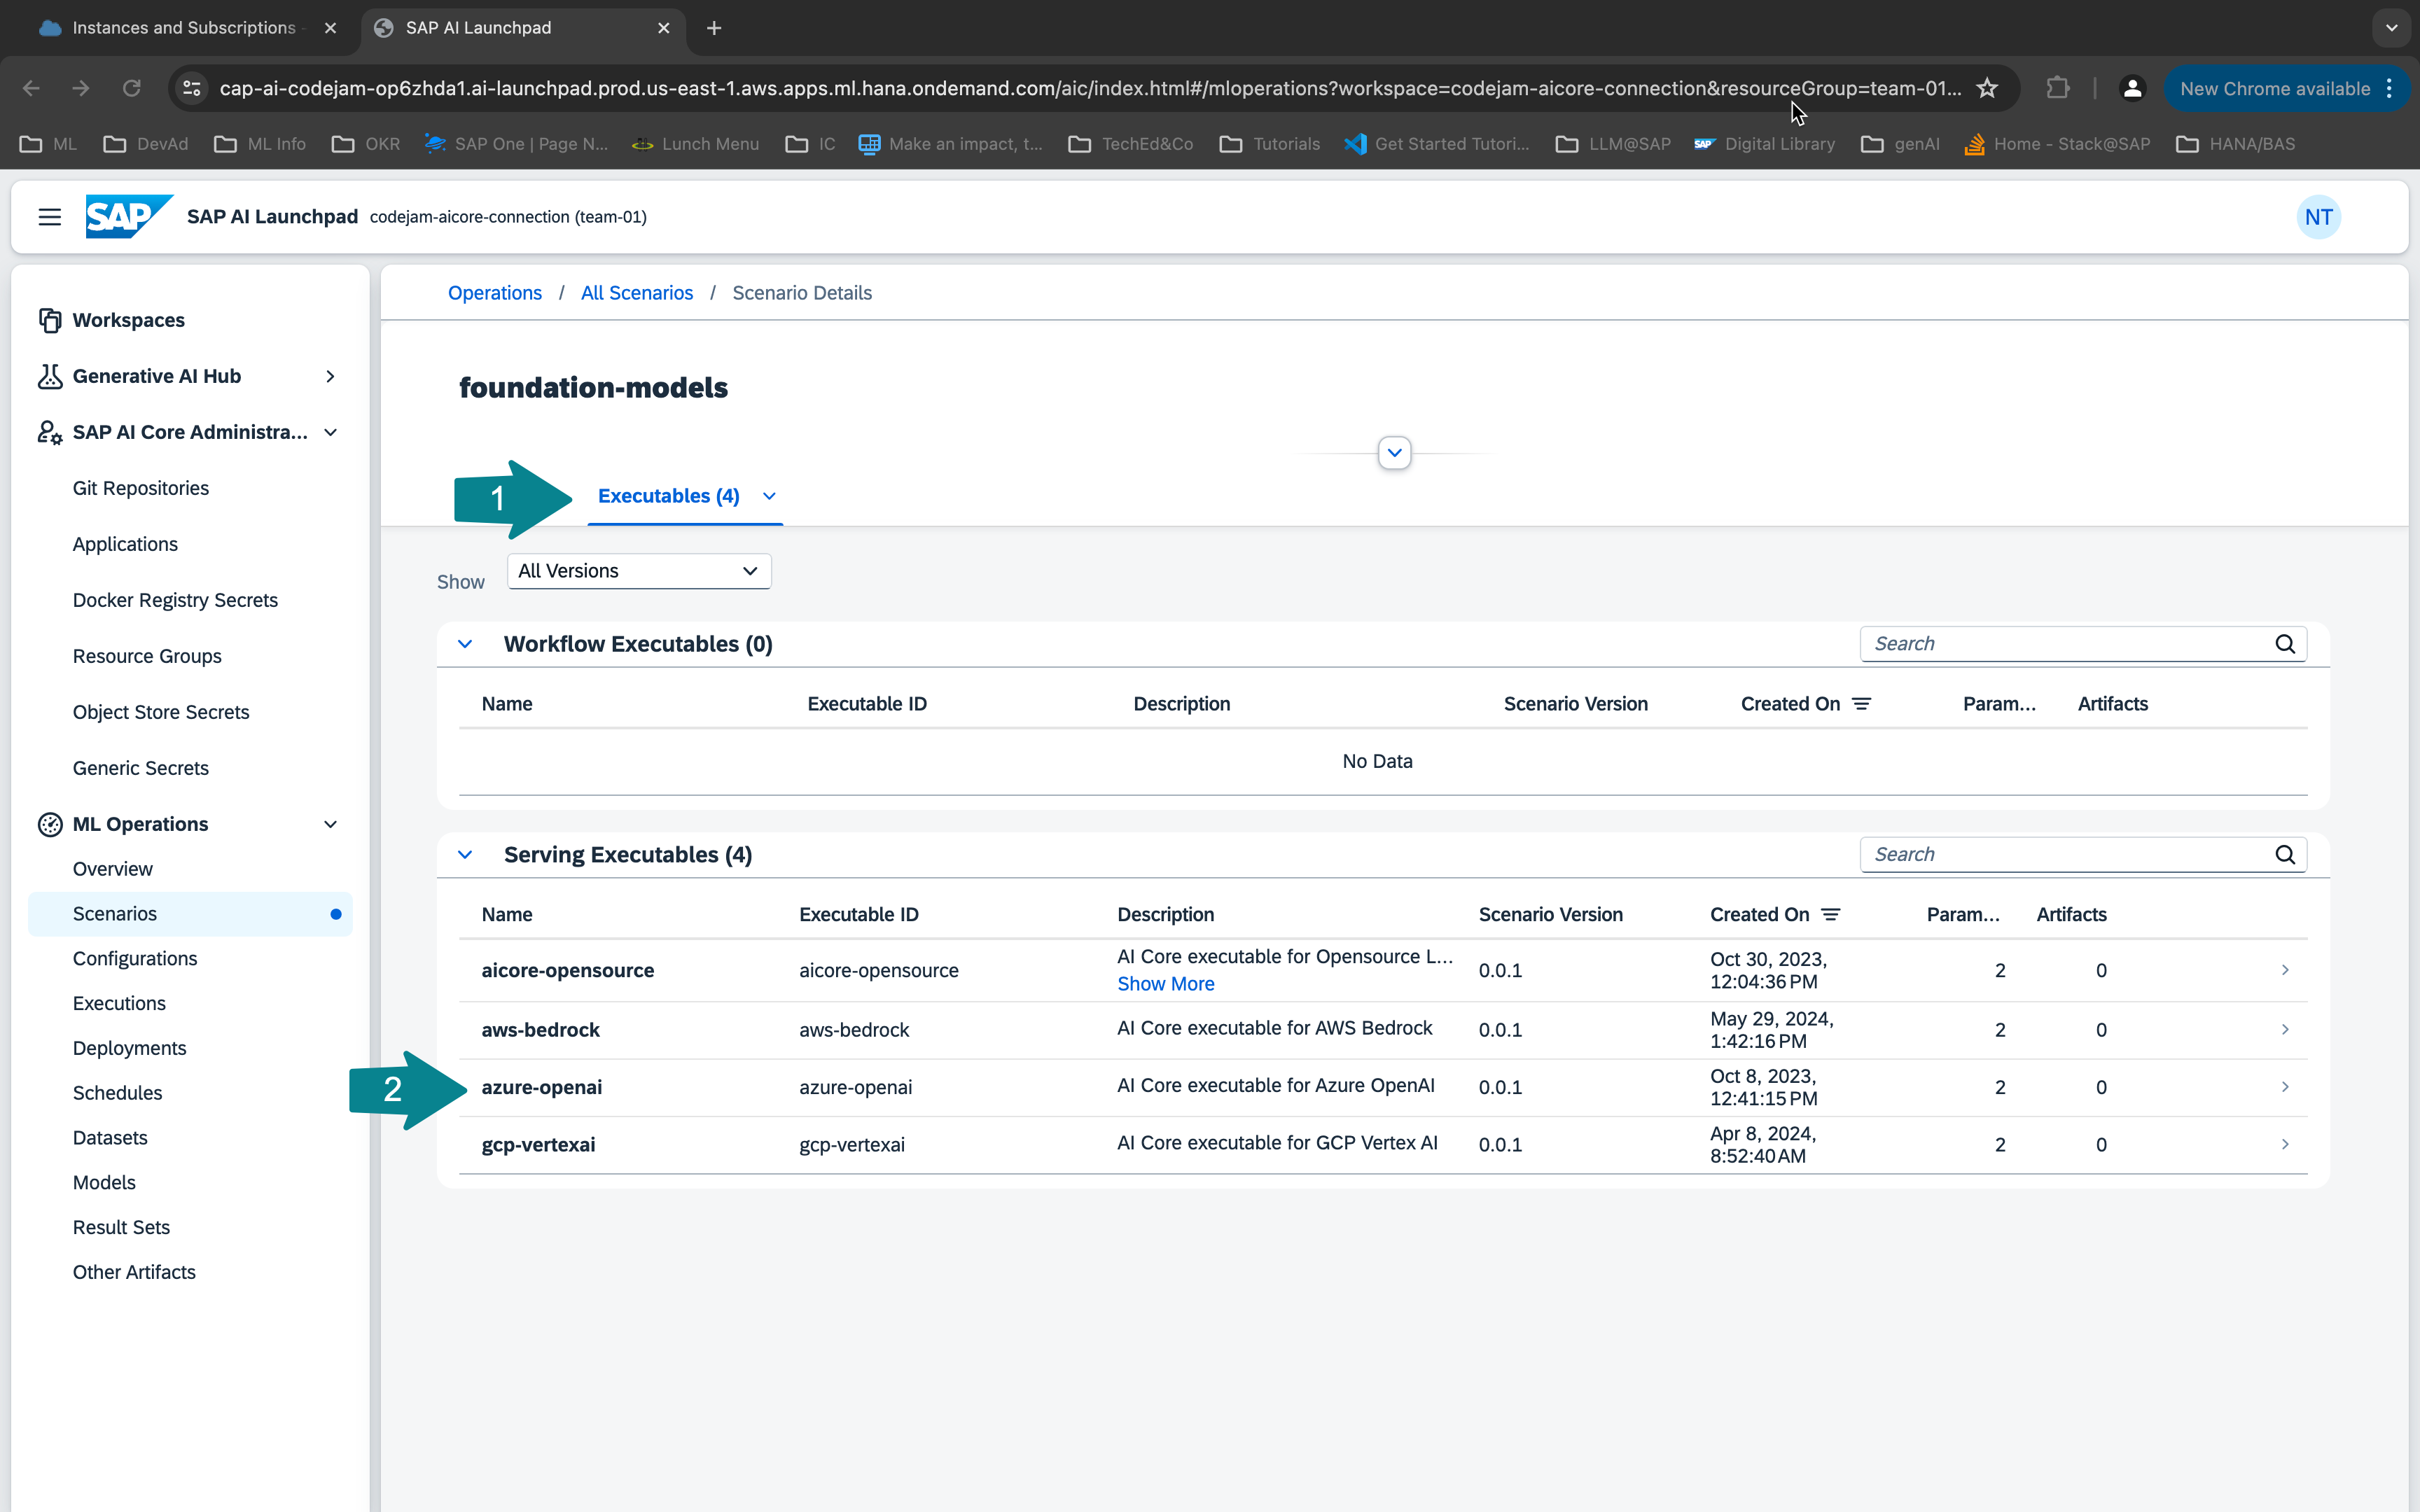 Instances and Subscriptions -
SAP AI Launchpad
cap-ai-codejam-op6zhda1.ai-launchpad.prod.us-east-1.aws.apps.ml.hana.ondemand.com/aic/index.html#/mloperations?workspace=codejam-aicore-connection&resourceGroup=team-01...
New Chrome available
ML DevAd ML Info OKR SAP One | Page N... Lunch Menu IC Make an impact, t... TechEd&Co Tutorials Get Started Tutori... LLM@SAP SAP Digital Library genAI Home - Stack@SAP HANA/BAS
SAP SAP AI Launchpad codejam-aicore-connection (team-01) NT
Workspaces
Generative AI Hub
SAP AI Core Administra...
Git Repositories
Applications
Docker Registry Secrets
Resource Groups
Object Store Secrets
Generic Secrets
ML Operations
Overview
Scenarios
Configurations
Executions
Deployments
Schedules
Datasets
Models
Result Sets
Other Artifacts
Operations / All Scenarios / Scenario Details
foundation-models
1 Executables (4)
Show All Versions
Workflow Executables (0) Search
Name Executable ID Description Scenario Version Created On Param... Artifacts
No Data
Serving Executables (4) Search
Name Executable ID Description Scenario Version Created On Param... Artifacts
aicore-opensource aicore-opensource AI Core executable for Opensource L... Show More 0.0.1 Oct 30, 2023, 12:04:36 PM 2 0
aws-bedrock aws-bedrock AI Core executable for AWS Bedrock 0.0.1 May 29, 2024, 1:42:16 PM 2 0
2 azure-openai azure-openai AI Core executable for Azure OpenAI 0.0.1 Oct 8, 2023, 12:41:15 PM 2 0
gcp-vertexai gcp-vertexai AI Core executable for GCP Vertex AI 0.0.1 Apr 8, 2024, 8:52:40 AM 2 0